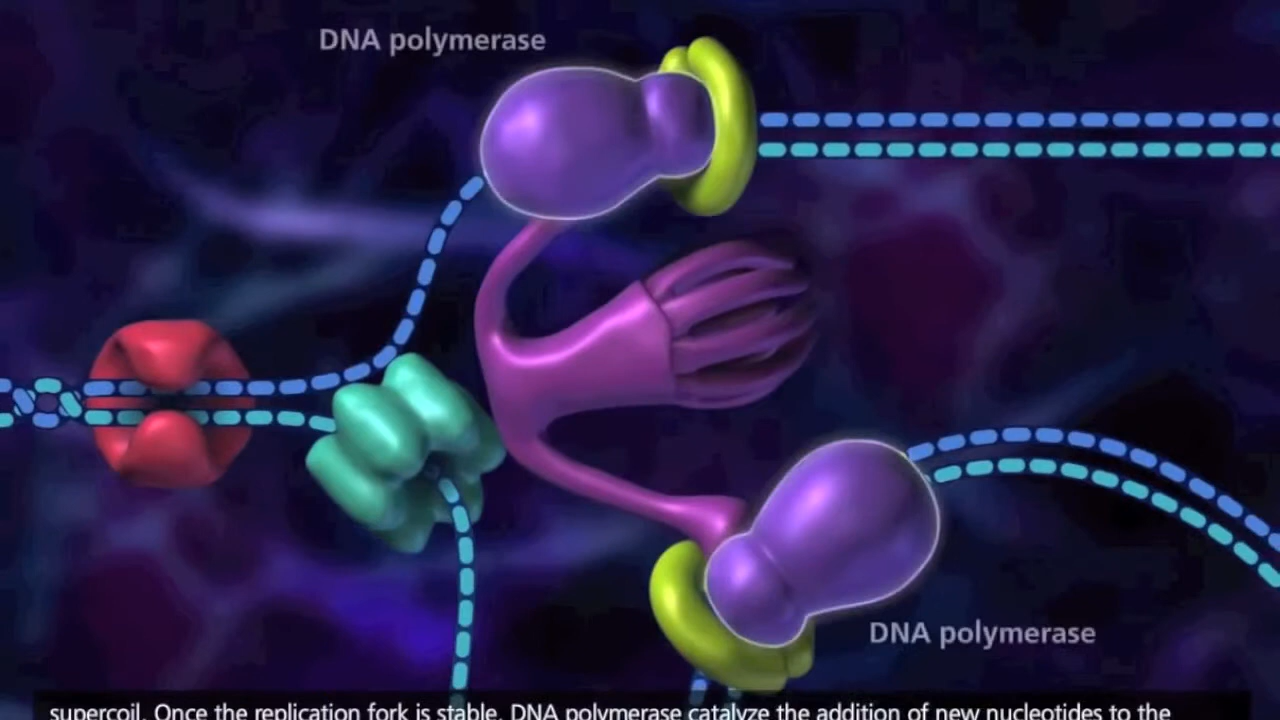 DNA polymerase
DNA polymerase
supercoil. Once the replication fork is stable, DNA polymerase catalyze the addition of new nucleotides to the